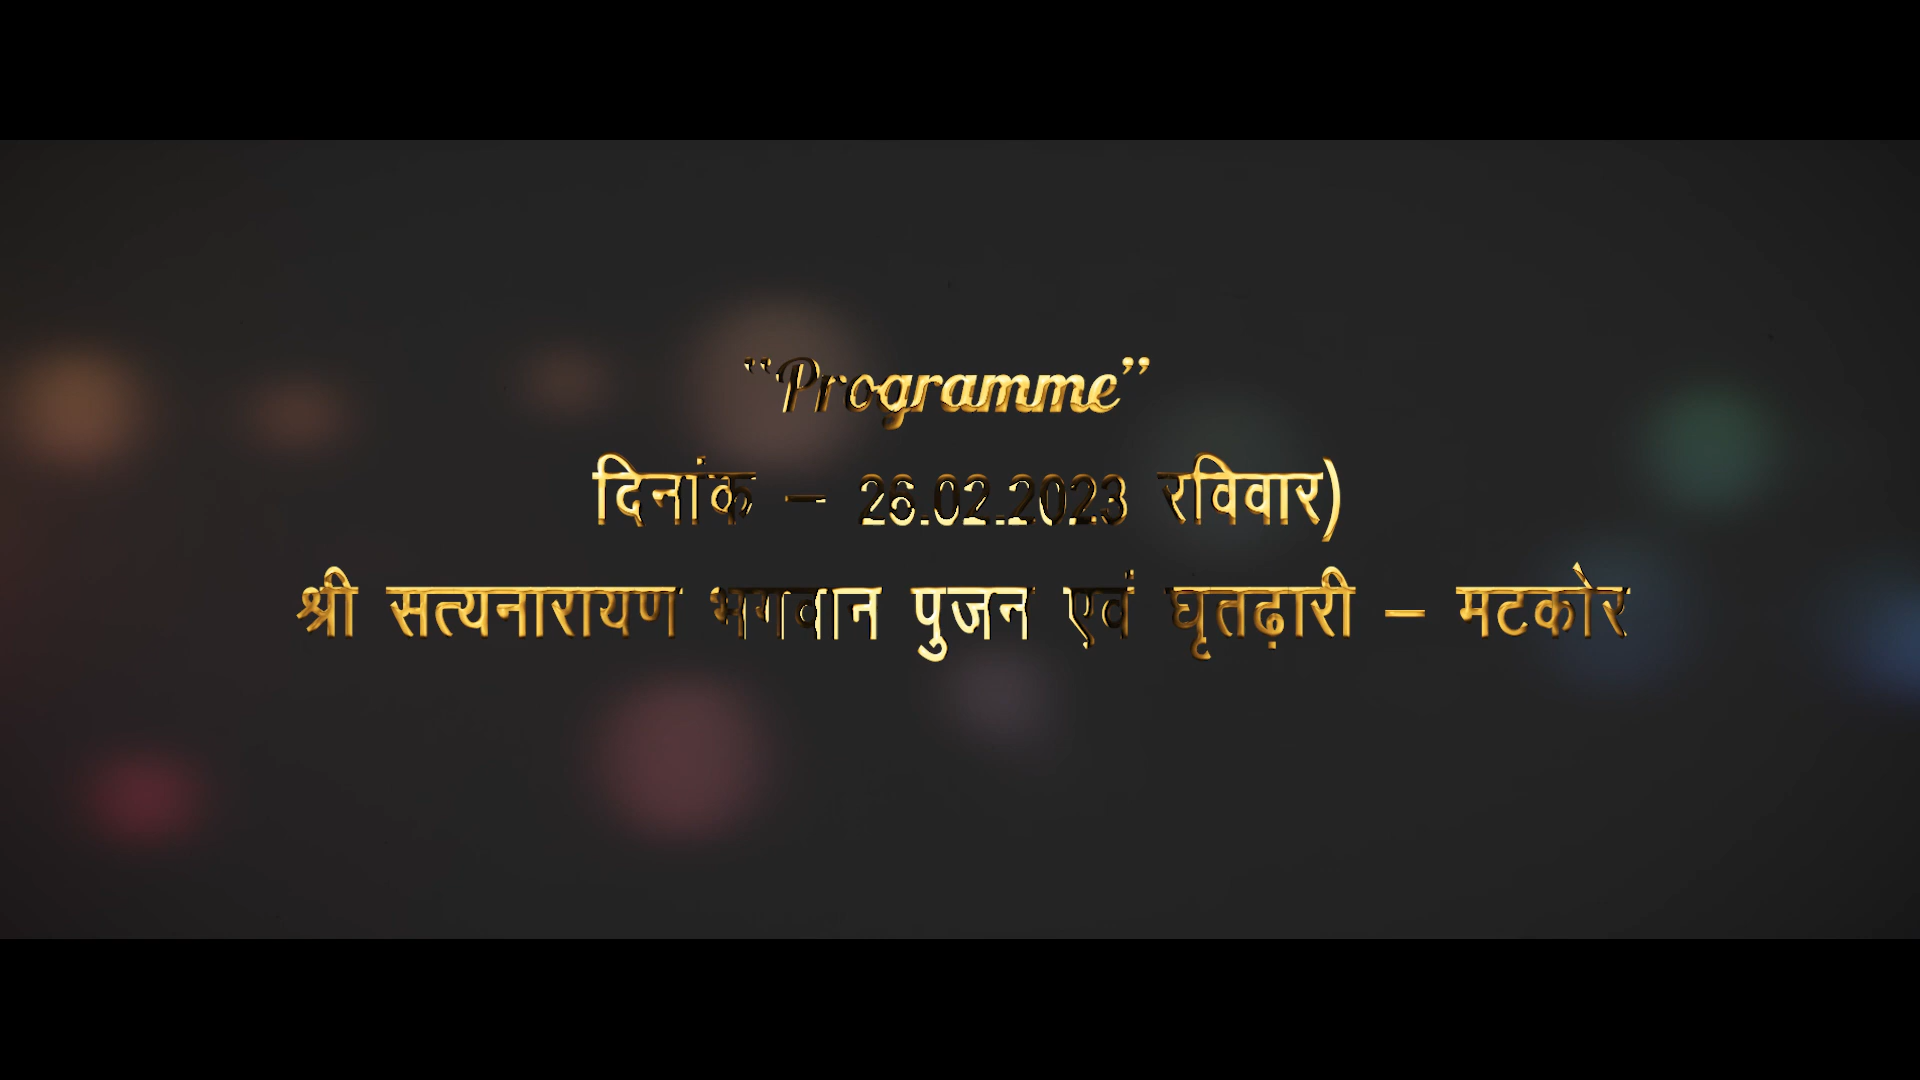 “Programme”
दिनांक – 26.02.2023 रविवार)
श्री सत्यनारायण भगवान पुजन एवं घृतढ़ारी – मटकोर